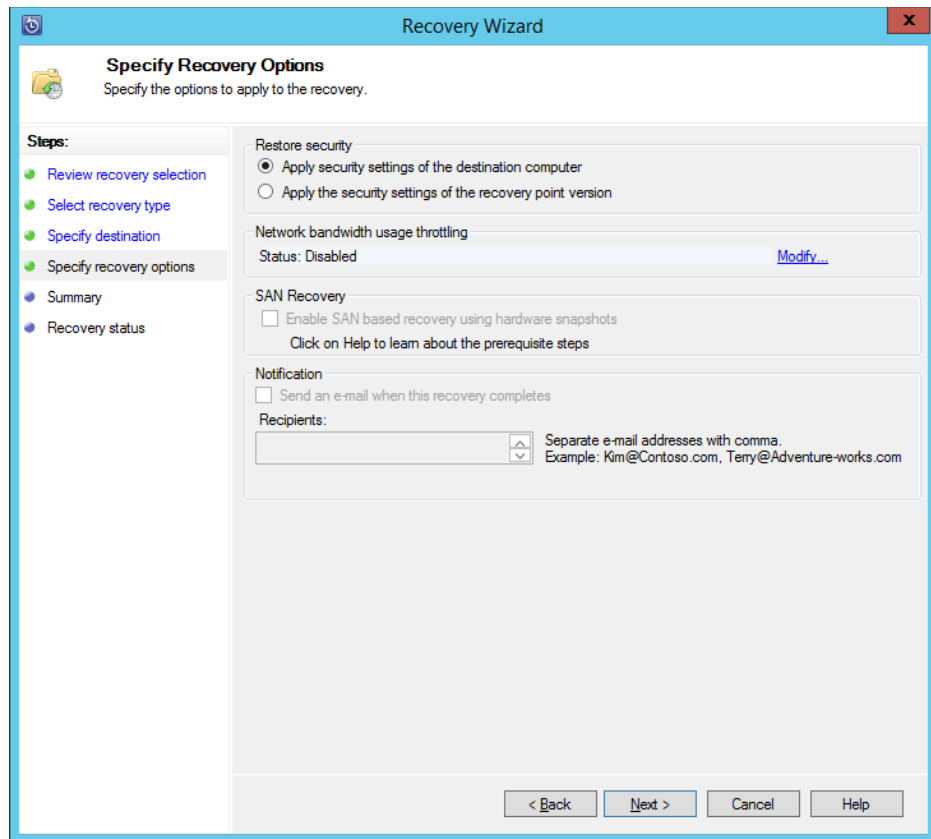 Recovery Wizard
x
Specify Recovery Options
Specify the options to apply to the recovery.
Steps:
Review recovery selection
Select recovery type
Specify destination
Specify recovery options
Summary
Recovery status
Restore security
Apply security settings of the destination computer
Apply the security settings of the recovery point version
Network bandwidth usage throttling
Status: Disabled Modify...
SAN Recovery
Enable SAN based recovery using hardware snapshots
Click on Help to learn about the prerequisite steps
Notification
Send an e-mail when this recovery completes
Recipients:
Separate e-mail addresses with comma.
Example: Kim@Contoso.com, Terry@Adventure-works.com
< Back Next > Cancel Help